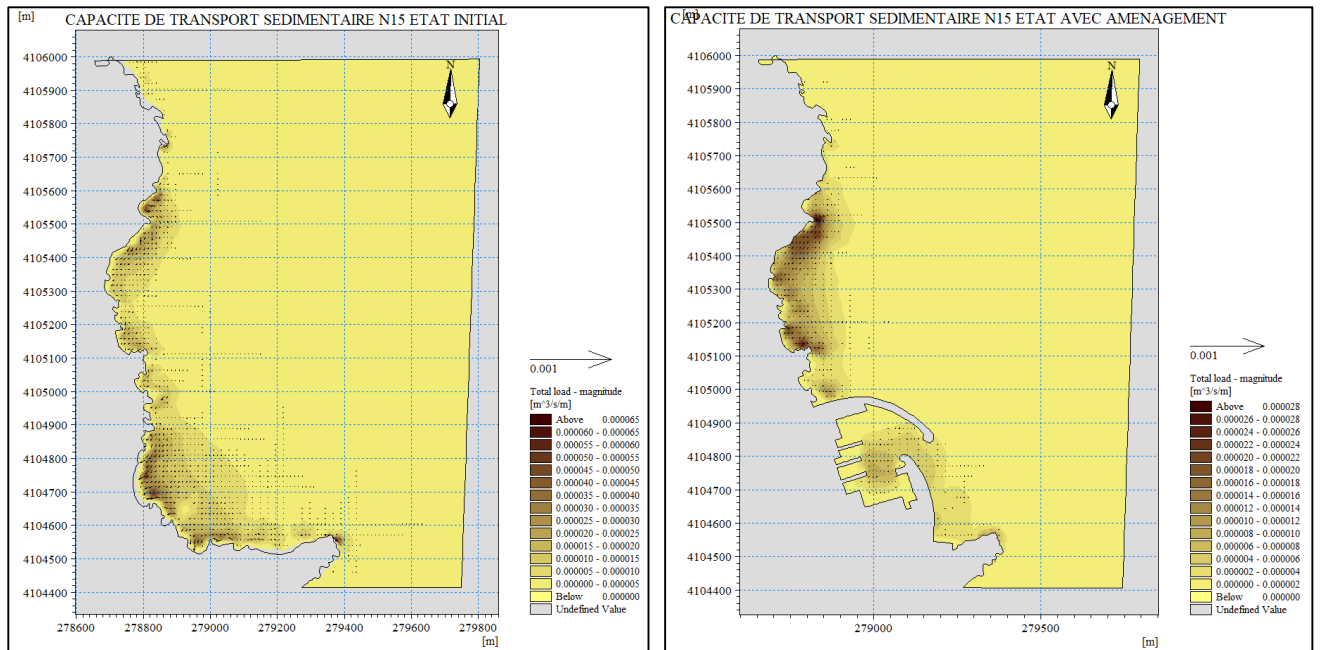 [m]
CAPACITE DE TRANSPORT SEDIMENTAIRE N15 ETAT INITIAL
N
4106000
4105900
4105800
4105700
4105600
4105500
4105400
4105300
4105200
4105100
4105000
4104900
4104800
4104700
4104600
4104500
4104400
278600
278800
279000
279200
279400
279600
279800
[m]
0.001
Total load - magnitude
[m^3/s/m]
Above 0.000065
0.000060 - 0.000065
0.000055 - 0.000060
0.000050 - 0.000055
0.000045 - 0.000050
0.000040 - 0.000045
0.000035 - 0.000040
0.000030 - 0.000035
0.000025 - 0.000030
0.000020 - 0.000025
0.000015 - 0.000020
0.000010 - 0.000015
0.000005 - 0.000010
0.000000 - 0.000005
Below 0.000000
Undefined Value
[m]
CAPACITE DE TRANSPORT SEDIMENTAIRE N15 ETAT AVEC AMENAGEMENT
N
4106000
4105900
4105800
4105700
4105600
4105500
4105400
4105300
4105200
4105100
4105000
4104900
4104800
4104700
4104600
4104500
4104400
279000
279500
[m]
0.001
Total load - magnitude
[m^3/s/m]
Above 0.000028
0.000026 - 0.000028
0.000024 - 0.000026
0.000022 - 0.000024
0.000020 - 0.000022
0.000018 - 0.000020
0.000016 - 0.000018
0.000014 - 0.000016
0.000012 - 0.000014
0.000010 - 0.000012
0.000008 - 0.000010
0.000006 - 0.000008
0.000004 - 0.000006
0.000002 - 0.000004
0.000000 - 0.000002
Below 0.000000
Undefined Value